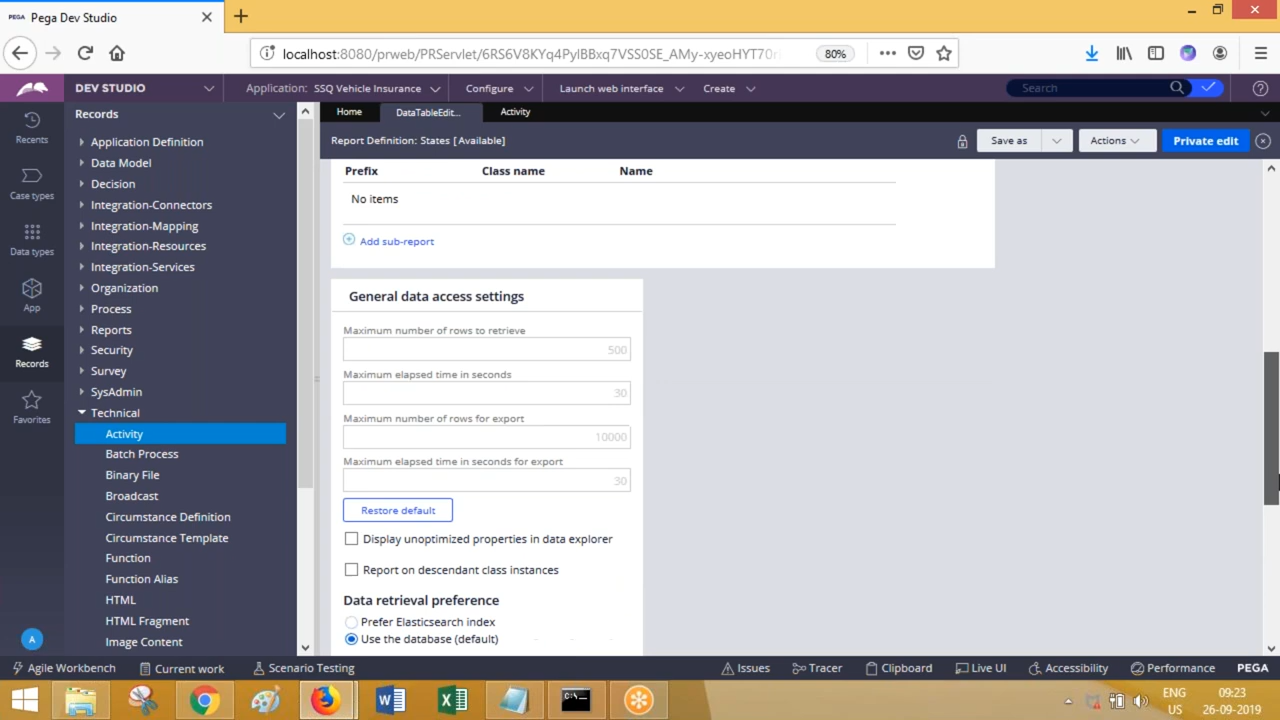 PEGA Pega Dev Studio
localhost:8080/prweb/PRServlet/6RS6V8KYq4PylBBxq7VSS0SE_AMy-xyeoHYT70r
80%
DEV STUDIO
Application: SSQ Vehicle Insurance
Configure
Launch web interface
Create
Search
Records
Home
DataTableEdit...
Activity
Report Definition: States [Available]
Save as
Actions
Private edit
Recents
Case types
Data types
App
Records
Favorites
A
Application Definition
Data Model
Decision
Integration-Connectors
Integration-Mapping
Integration-Resources
Integration-Services
Organization
Process
Reports
Security
Survey
SysAdmin
Technical
Activity
Batch Process
Binary File
Broadcast
Circumstance Definition
Circumstance Template
Function
Function Alias
HTML
HTML Fragment
Image Content
Prefix Class name Name
No items
Add sub-report
General data access settings
Maximum number of rows to retrieve
500
Maximum elapsed time in seconds
30
Maximum number of rows for export
10000
Maximum elapsed time in seconds for export
30
Restore default
Display unoptimized properties in data explorer
Report on descendant class instances
Data retrieval preference
Prefer Elasticsearch index
Use the database (default)
Agile Workbench
Current work
Scenario Testing
Issues
Tracer
Clipboard
Live UI
Accessibility
Performance
PEGA
ENG
US
09:23
26-09-2019